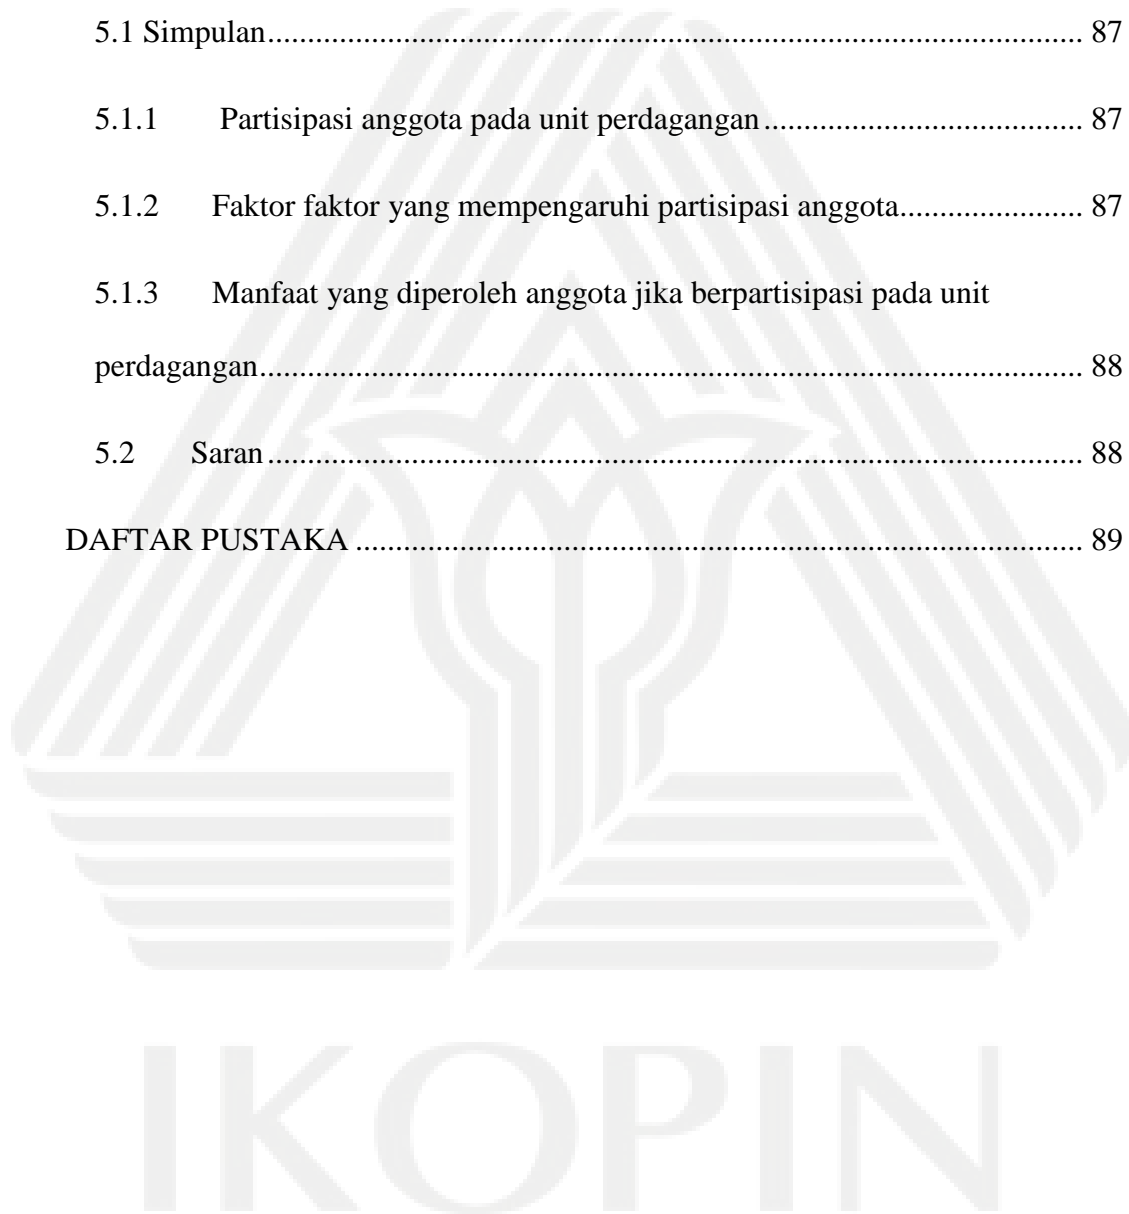 5.1 Simpulan.................................................................................................... 87
5.1.1 Partisipasi anggota pada unit perdagangan....................................... 87
5.1.2 Faktor faktor yang mempengaruhi partisipasi anggota....................... 87
5.1.3 Manfaat yang diperoleh anggota jika berpartisipasi pada unit
perdagangan.................................................................................................... 88
5.2 Saran.................................................................................................... 88
DAFTAR PUSTAKA.......................................................................................... 89
IKOPIN